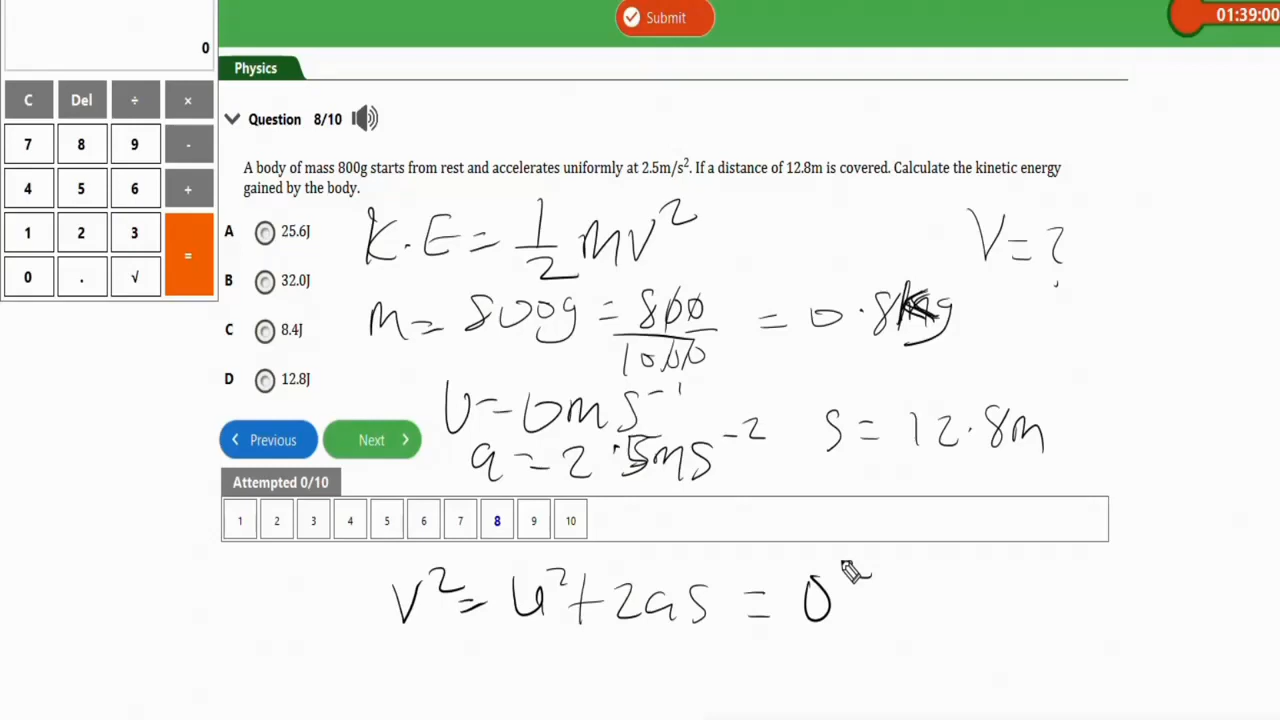 Submit
01:39:00
0
Physics
C Del ÷ ×
7 8 9 -
4 5 6 +
1 2 3 =
0 . √
Question 8/10
A body of mass 800g starts from rest and accelerates uniformly at 2.5m/s². If a distance of 12.8m is covered. Calculate the kinetic energy
gained by the body.
A 25.6J
B 32.0J
C 8.4J
D 12.8J
K.E = 1/2 mv²
V = ?
m = 800g = 800/1000 = 0.8kg
U = 0ms⁻¹
a = 2.5ms⁻²
s = 12.8m
Previous
Next
Attempted 0/10
1 2 3 4 5 6 7 8 9 10
V² = u² + 2as = 0